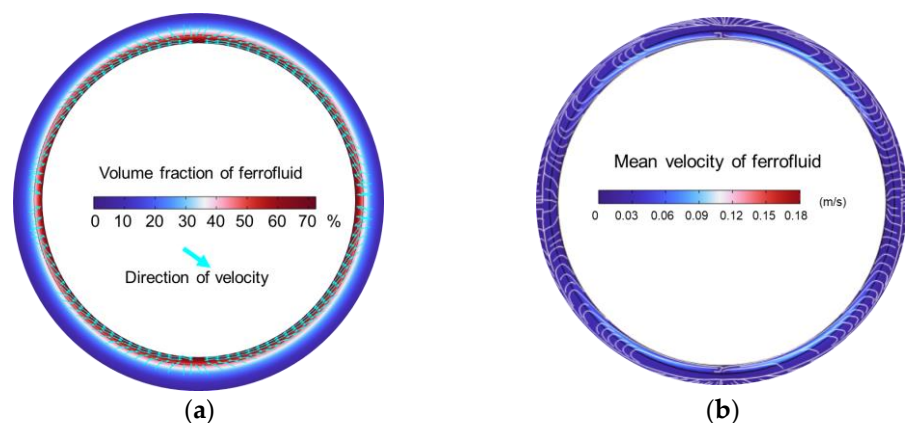 Volume fraction of ferrofluid
0 10 20 30 40 50 60 70 %
Direction of velocity
(a)
Mean velocity of ferrofluid
0 0.03 0.06 0.09 0.12 0.15 0.18 (m/s)
(b)